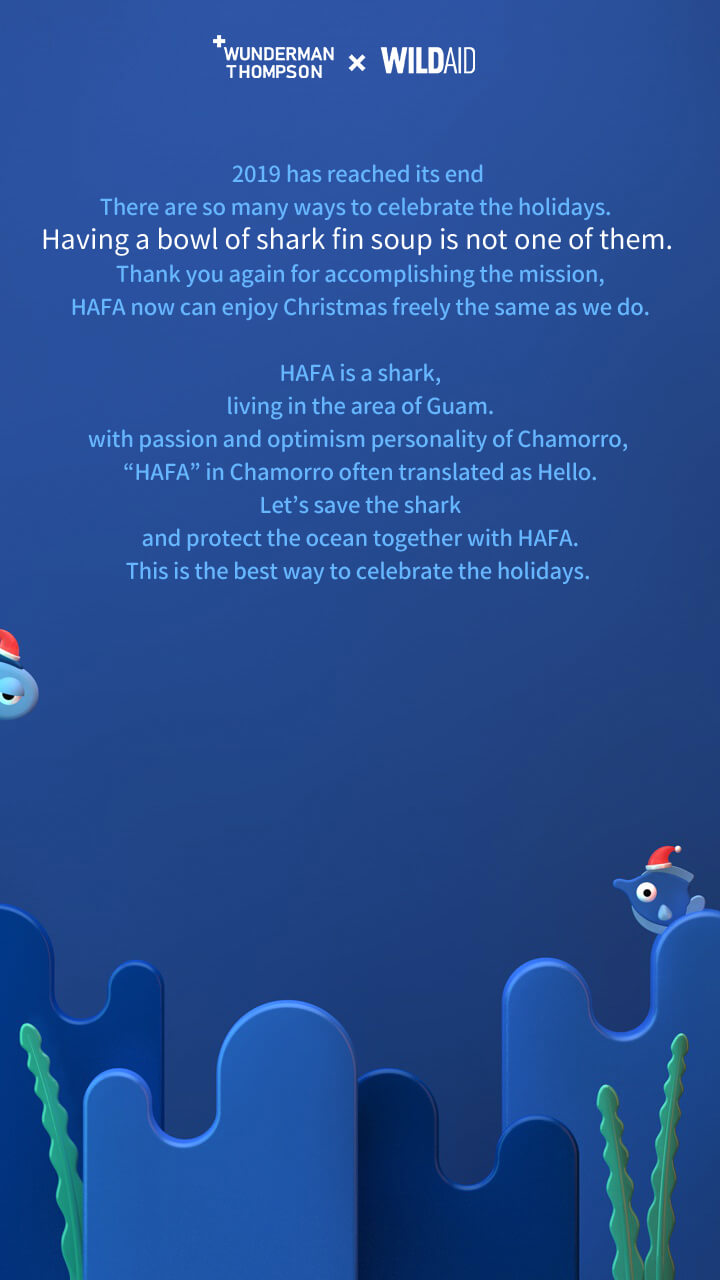 WUNDERMAN
THOMPSON × WILDAID
2019 has reached its end
There are so many ways to celebrate the holidays.
Having a bowl of shark fin soup is not one of them.
Thank you again for accomplishing the mission,
HAFA now can enjoy Christmas freely the same as we do.
HAFA is a shark,
living in the area of Guam.
with passion and optimism personality of Chamorro,
“HAFA” in Chamorro often translated as Hello.
Let’s save the shark
and protect the ocean together with HAFA.
This is the best way to celebrate the holidays.